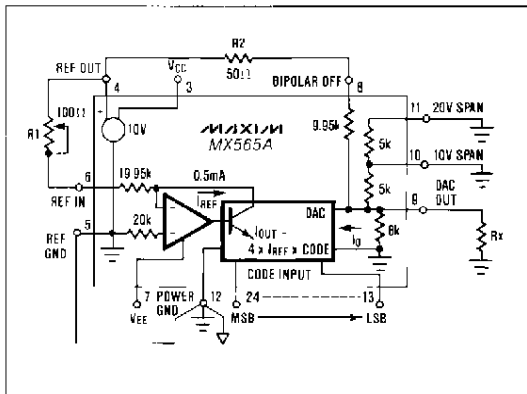 R2
50Ω
REF OUT
4
VCC
3
BIPOLAR OFF
8
100Ω
R1
10V
MAXIM
MX565A
9.95k
5k
11
20V SPAN
10
10V SPAN
5k
9
DAC OUT
6
REF IN
19.95k
0.5mA
IREF
DAC
IOUT =
4 x IREF x CODE
IO
8k
RX
5
REF GND
20k
CODE INPUT
7
VEE
POWER GND
12
24
MSB
13
LSB